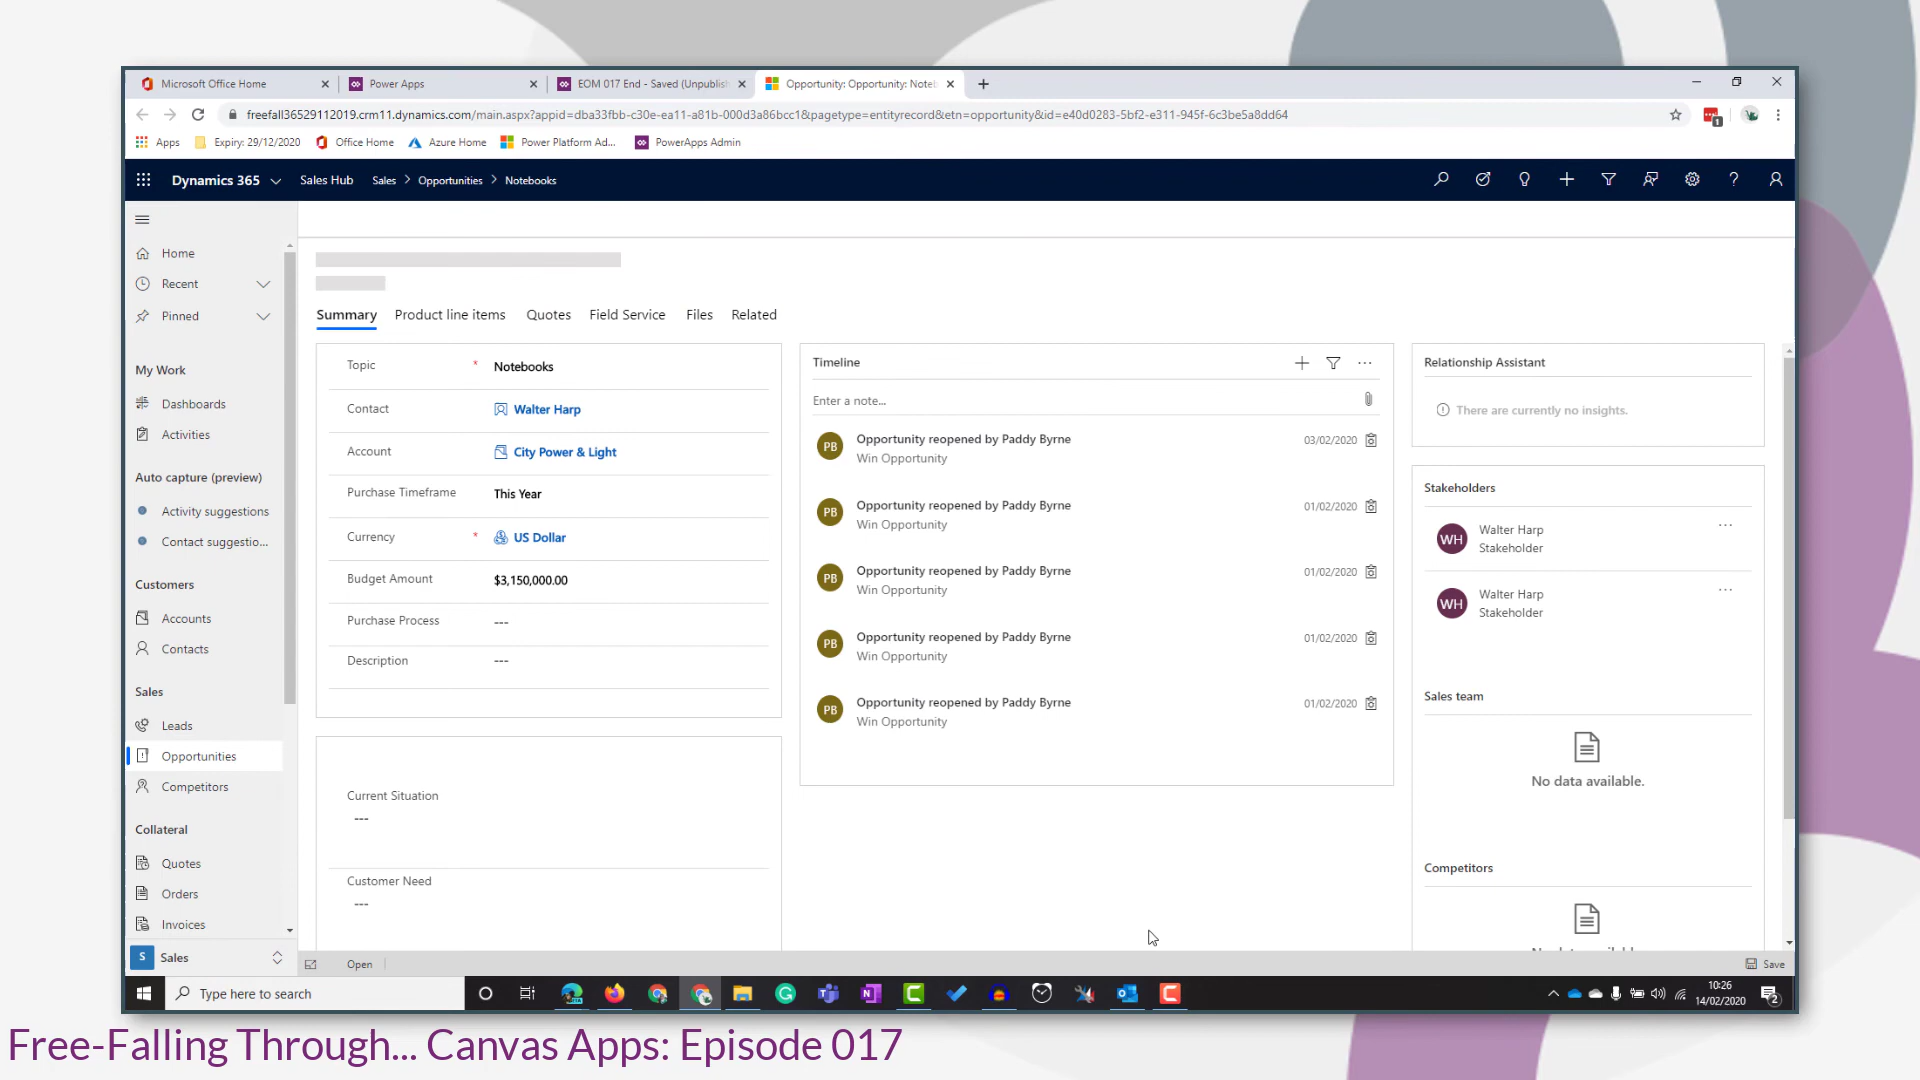 Microsoft Office Home
Power Apps
EOM 017 End - Saved (Unpublish
Opportunity: Opportunity: Noteb
freefall36529112019.crm11.dynamics.com/main.aspx?appid=dba33fbb-c30e-ea11-a81b-000d3a86bcc1&pagetype=entityrecord&etn=opportunity&id=e40d0283-5bf2-e311-945f-6c3be5a8dd64
1
Apps
Expiry: 29/12/2020
Office Home
Azure Home
Power Platform Ad...
PowerApps Admin
Dynamics 365
Sales Hub
Sales > Opportunities > Notebooks
Home
Recent
Pinned
My Work
Dashboards
Activities
Auto capture (preview)
Activity suggestions
Contact suggestio...
Customers
Accounts
Contacts
Sales
Leads
Opportunities
Competitors
Collateral
Quotes
Orders
Invoices
S Sales
Summary
Product line items
Quotes
Field Service
Files
Related
Topic * Notebooks
Contact Walter Harp
Account City Power & Light
Purchase Timeframe This Year
Currency * US Dollar
Budget Amount $3,150,000.00
Purchase Process ---
Description ---
Current Situation
---
Customer Need
---
Timeline
Enter a note...
PB Opportunity reopened by Paddy Byrne 03/02/2020
Win Opportunity
PB Opportunity reopened by Paddy Byrne 01/02/2020
Win Opportunity
PB Opportunity reopened by Paddy Byrne 01/02/2020
Win Opportunity
PB Opportunity reopened by Paddy Byrne 01/02/2020
Win Opportunity
PB Opportunity reopened by Paddy Byrne 01/02/2020
Win Opportunity
Relationship Assistant
There are currently no insights.
Stakeholders
WH Walter Harp
Stakeholder
WH Walter Harp
Stakeholder
Sales team
No data available.
Competitors
Open
Save
Type here to search
10:26
14/02/2020
2
Free-Falling Through... Canvas Apps: Episode 017